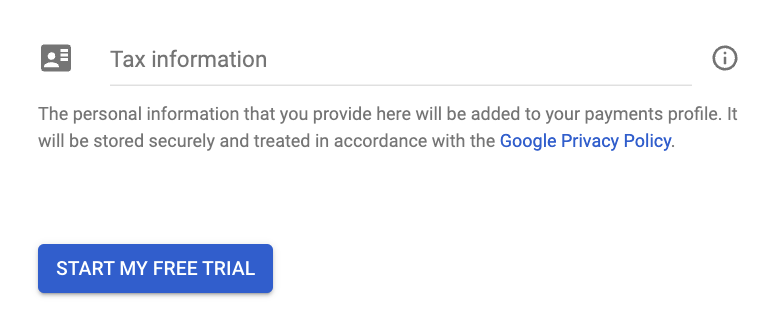 Tax information
The personal information that you provide here will be added to your payments profile. It
will be stored securely and treated in accordance with the Google Privacy Policy.
START MY FREE TRIAL